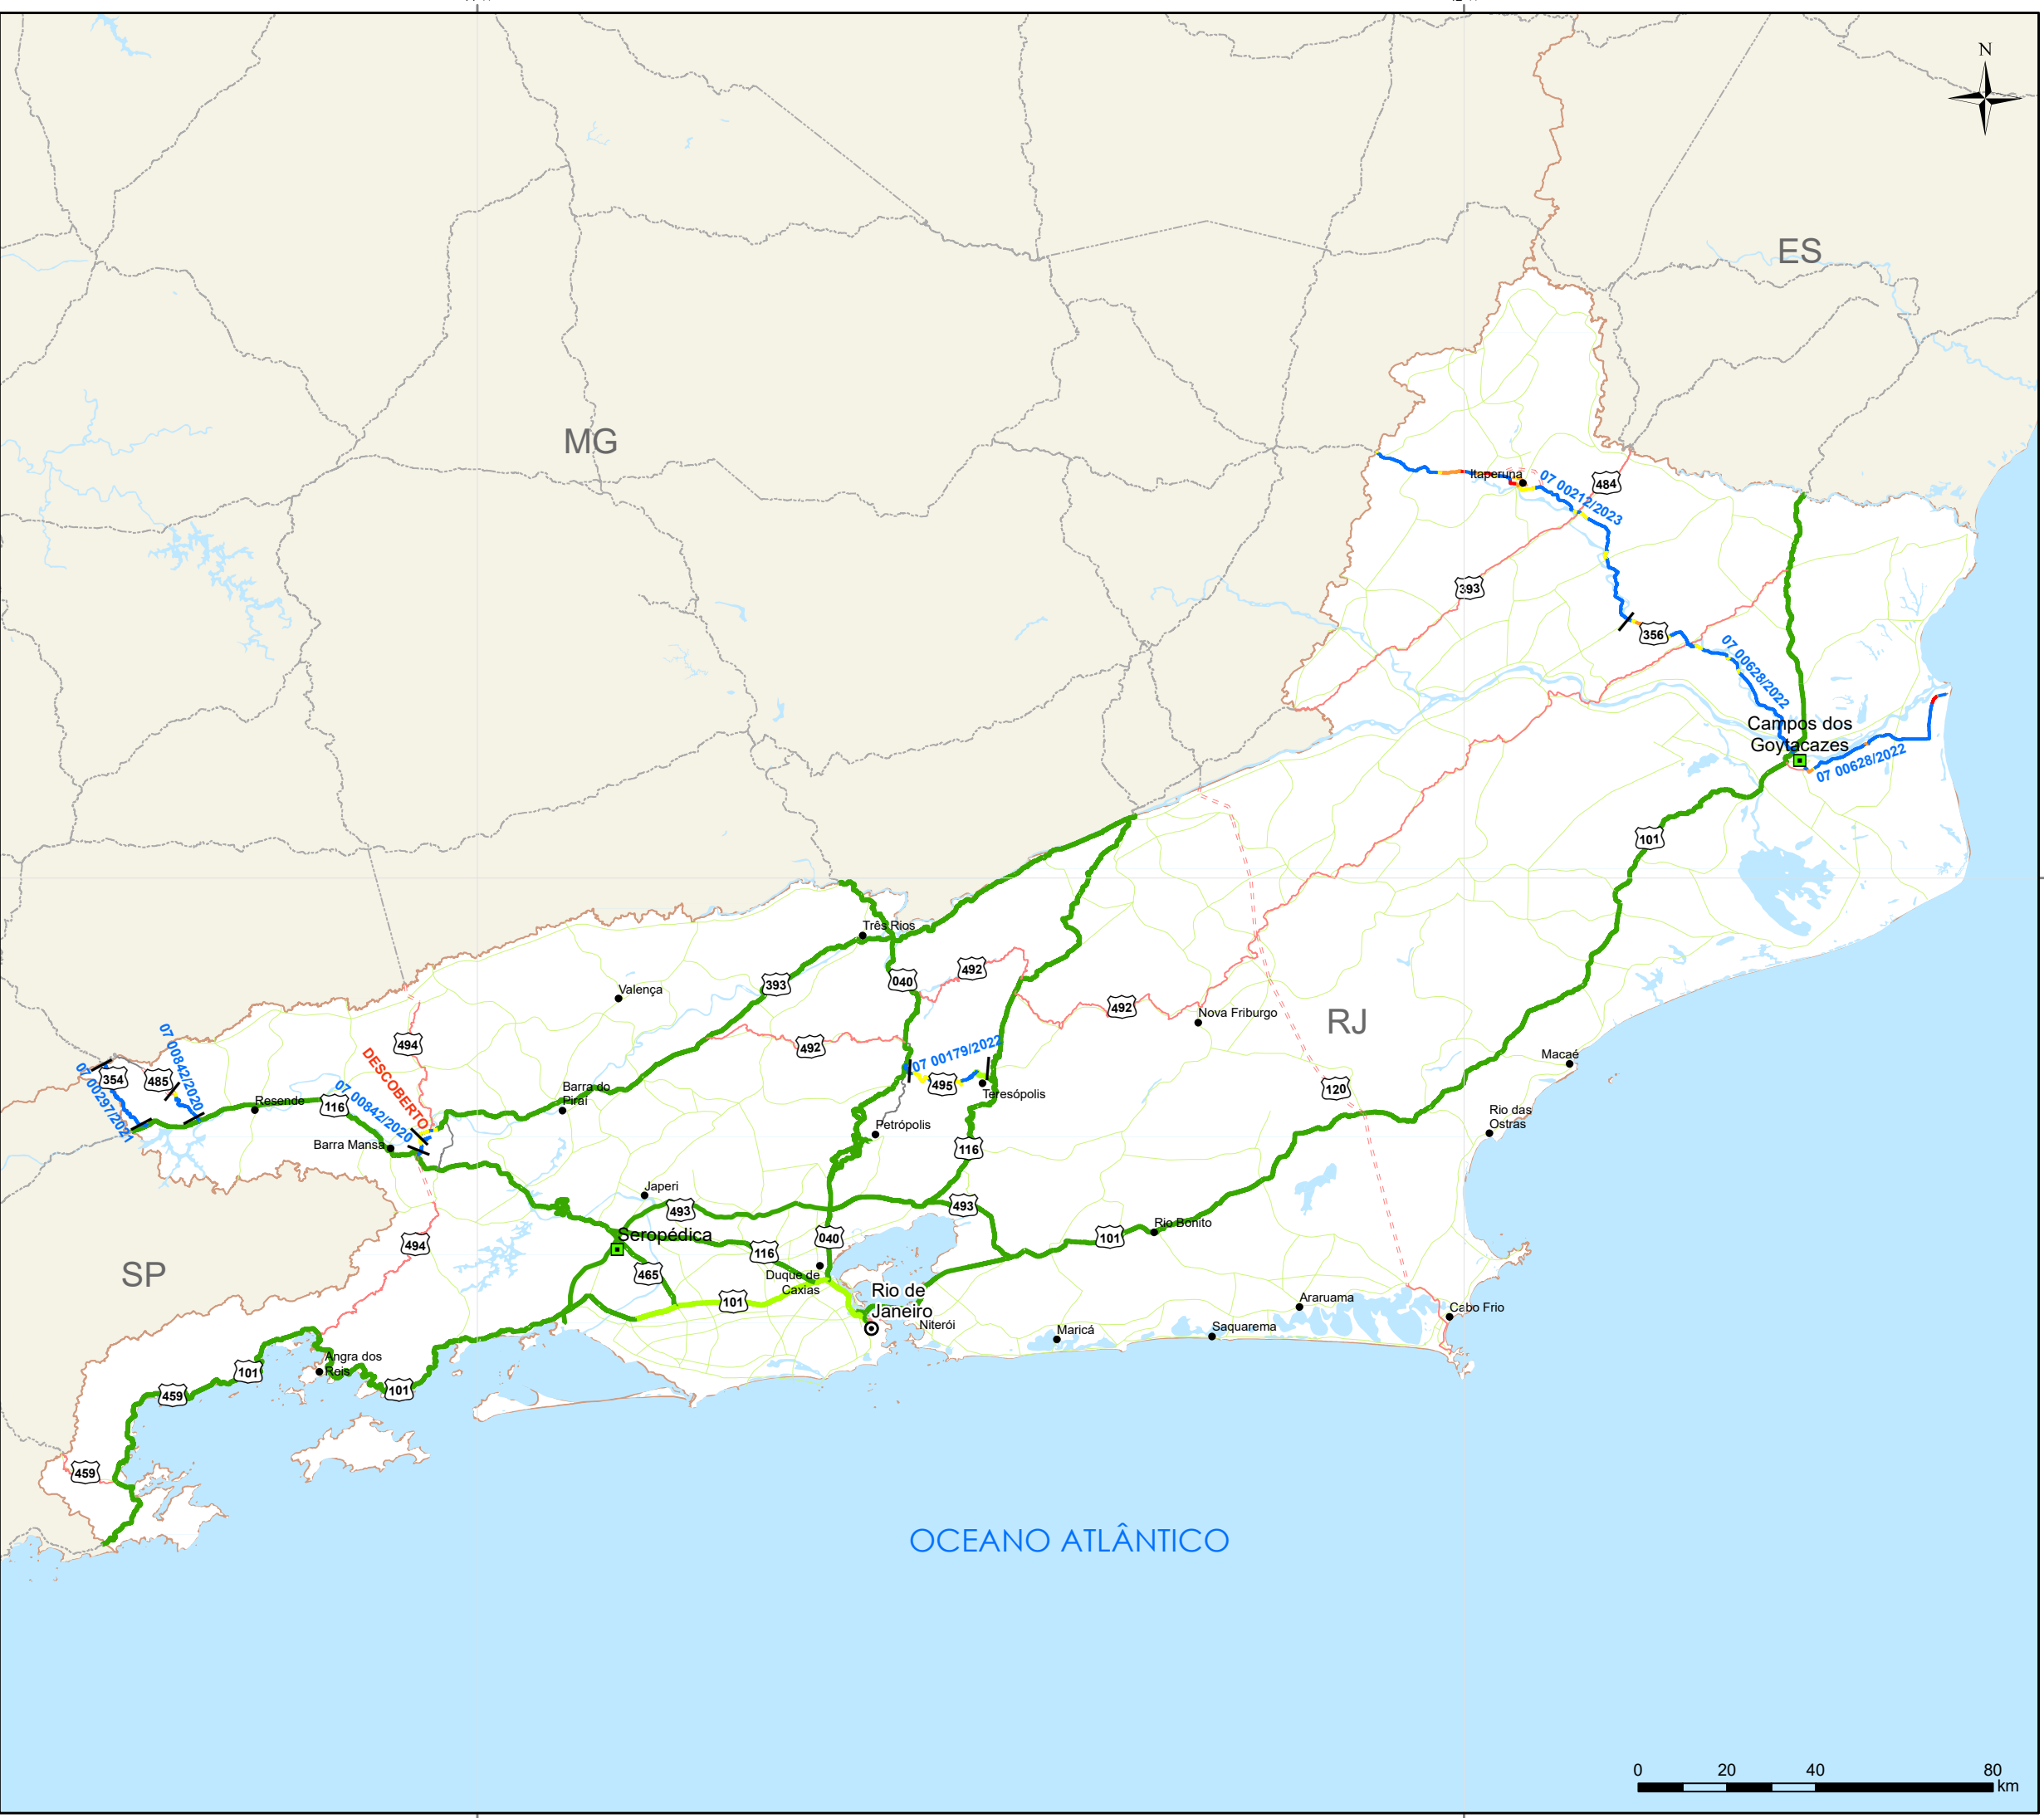 N
ES
MG
Itaperuna
484
07 00212/2023
393
356
07 00628/2022
Campos dos
Goytacazes
07 00628/2022
101
Três Rios
393
040
492
Valença
492
Nova Friburgo
RJ
494
492
07 00179/2022
Macaé
07 00842/2020
DESCOBERTO
354
485
07 00297/2021
Resende
116
07 00842/2020
Barra do
Piraí
495
Teresópolis
120
Rio das
Ostras
Petrópolis
Barra Mansa
116
Japeri
493
493
Rio Bonito
Seropédica
040
101
494
116
465
Duque de
Caxias
SP
Rio de
Janeiro
101
Niterói
Araruama
Cabo Frio
Maricá
Saquarema
Angra dos
Reis
101
101
459
459
OCEANO ATLÂNTICO
0 20 40 80
km